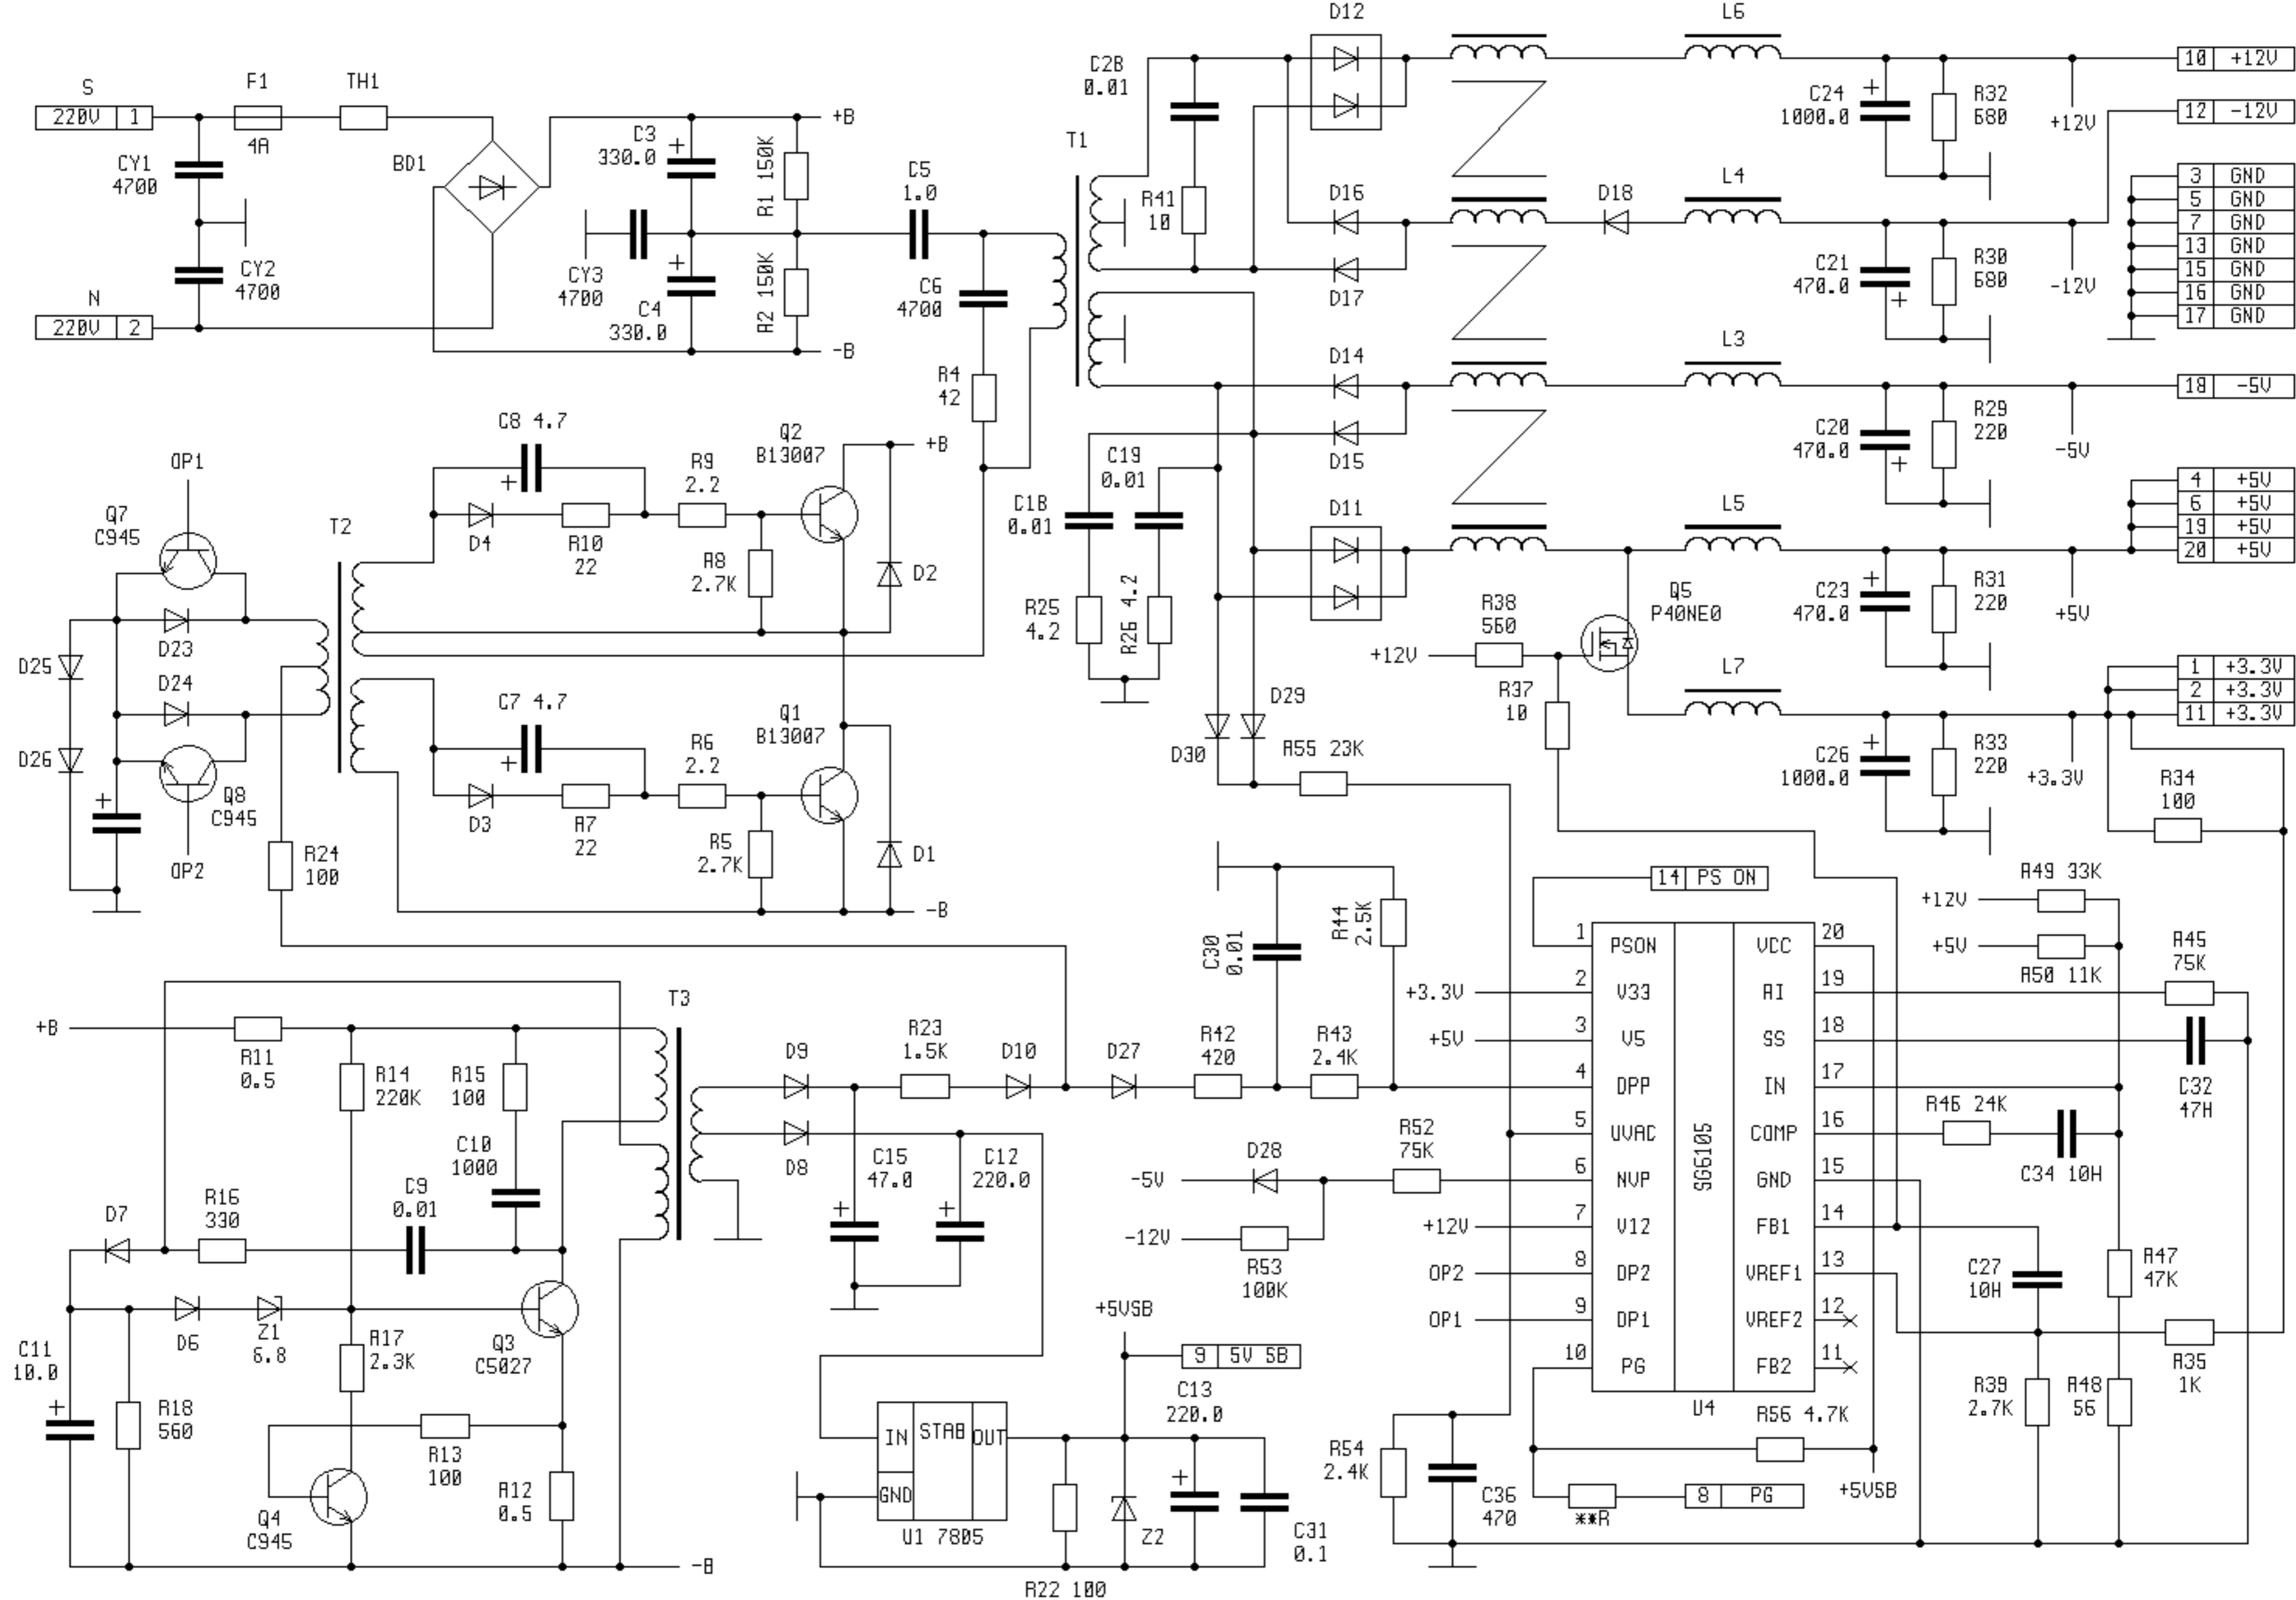 S
220V 1
F1
4A
TH1
CY1
4700
CY2
4700
N
220V 2
BD1
C3
330.0
+B
R1 150K
R2 150K
CY3
4700
C4
330.0
-B
C5
1.0
C6
4700
R4
42
T1
C28
0.01
R41
10
D12
L6
C24
1000.0
R32
680
+12V
10 +12V
12 -12V
3 GND
5 GND
7 GND
13 GND
15 GND
16 GND
17 GND
D16
D17
D18
L4
C21
470.0
R30
680
-12V
D14
D15
L3
C20
470.0
R29
220
-5V
18 -5V
C19
0.01
C18
0.01
R25
4.2
R26 4.2
D11
L5
C23
470.0
R31
220
+5V
4 +5V
6 +5V
19 +5V
20 +5V
Q5
P40NE0
R38
560
+12V
R37
10
L7
C26
1000.0
R33
220
+3.3V
1 +3.3V
2 +3.3V
11 +3.3V
R34
100
D29
D30
R55 23K
OP1
Q7
C945
D23
D24
D25
D26
Q8
C945
OP2
R24
100
T2
C8 4.7
D4
R10
22
R9
2.2
R8
2.7K
Q2
B13007
+B
D2
C7 4.7
D3
R7
22
R6
2.2
R5
2.7K
Q1
B13007
D1
-B
+B
R11
0.5
R14
220K
R15
100
C10
1000
C9
0.01
R16
330
D7
D6
Z1
6.8
R17
2.3K
Q3
C5027
C11
10.0
R18
560
R13
100
R12
0.5
Q4
C945
-B
T3
D9
D8
R23
1.5K
D10
D27
C15
47.0
C12
220.0
R42
420
R43
2.4K
C30
0.01
R44
2.5K
+5VSB
9 5V SB
C13
220.0
IN STAB OUT
GND
U1 7805
R22 100
Z2
C31
0.1
-5V
D28
-12V
R53
100K
R52
75K
14 PS ON
+3.3V
+5V
+12V
OP2
OP1
1 PSON VCC 20
2 V33 RI 19
3 V5 SS 18
4 OPP IN 17
5 UVAC COMP 16
6 NVP GND 15
7 V12 FB1 14
8 OP2 VREF1 13
9 OP1 VREF2 12
10 PG FB2 11
SG6105
U4
R56 4.7K
+5VSB
**R
8 PG
R54
2.4K
C36
470
R49 33K
+12V
+5V
R50 11K
R45
75K
C32
47H
R46 24K
C34 10H
C27
10H
R47
47K
R35
1K
R39
2.7K
R48
56